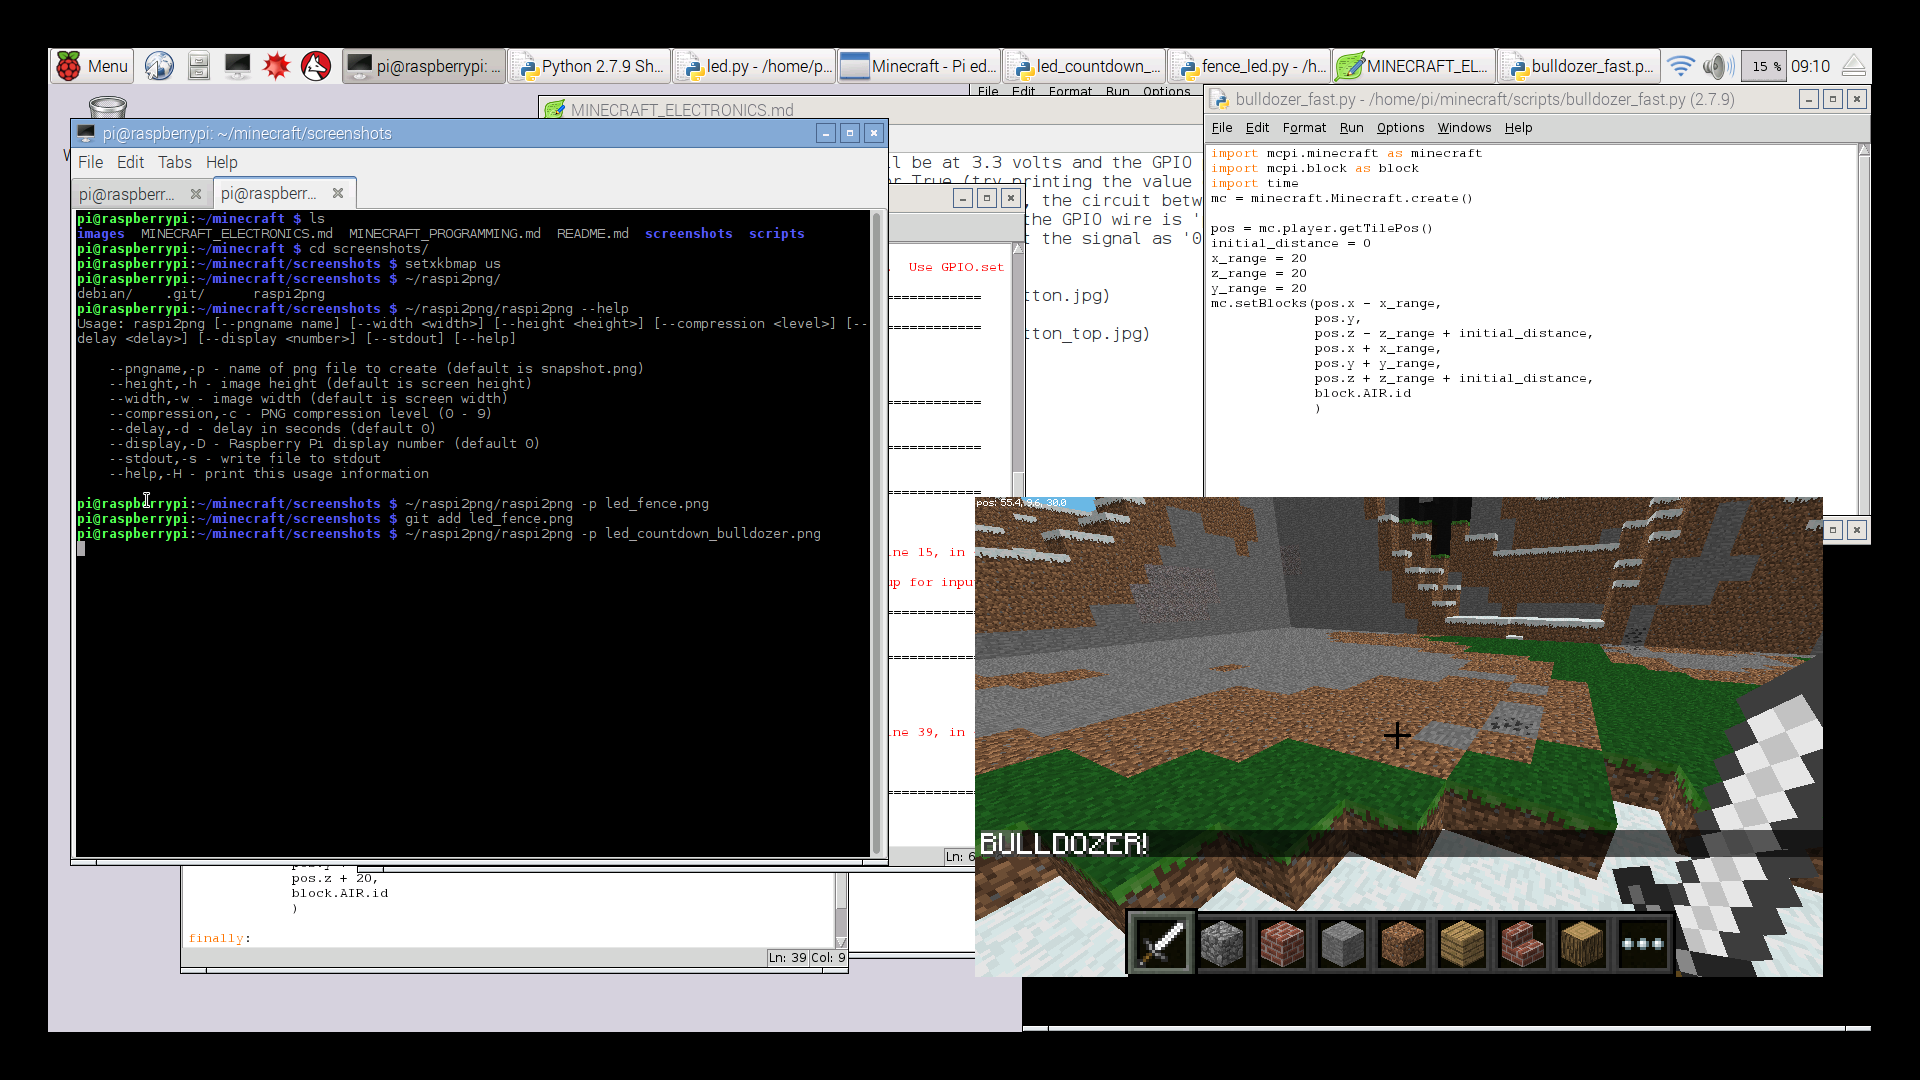 Menu
pi@raspberrypi: ...
Python 2.7.9 Sh...
led.py - /home/p...
Minecraft - Pi ed...
led_countdown_...
fence_led.py - /h...
MINECRAFT_EL...
bulldozer_fast.p...
15 %
09:10
File Edit Format Run Options
MINECRAFT_ELECTRONICS.md
pi@raspberrypi: ~/minecraft/screenshots
File Edit Tabs Help
pi@raspberr...
pi@raspberr...
pi@raspberrypi:~/minecraft $ ls
images MINECRAFT_ELECTRONICS.md MINECRAFT_PROGRAMMING.md README.md screenshots scripts
pi@raspberrypi:~/minecraft $ cd screenshots/
pi@raspberrypi:~/minecraft/screenshots $ setxkbmap us
pi@raspberrypi:~/minecraft/screenshots $ ~/raspi2png/
debian/ .git/ raspi2png
pi@raspberrypi:~/minecraft/screenshots $ ~/raspi2png/raspi2png --help
Usage: raspi2png [--pngname name] [--width <width>] [--height <height>] [--compression <level>] [--
delay <delay>] [--display <number>] [--stdout] [--help]
--pngname,-p - name of png file to create (default is snapshot.png)
--height,-h - image height (default is screen height)
--width,-w - image width (default is screen width)
--compression,-c - PNG compression level (0 - 9)
--delay,-d - delay in seconds (default 0)
--display,-D - Raspberry Pi display number (default 0)
--stdout,-s - write file to stdout
--help,-H - print this usage information
pi@raspberrypi:~/minecraft/screenshots $ ~/raspi2png/raspi2png -p led_fence.png
pi@raspberrypi:~/minecraft/screenshots $ git add led_fence.png
pi@raspberrypi:~/minecraft/screenshots $ ~/raspi2png/raspi2png -p led_countdown_bulldozer.png
l be at 3.3 volts and the GPIO
or True (try printing the value
, the circuit betw
the GPIO wire is '
t the signal as '0
tton.jpg)
tton_top.jpg)
. Use GPIO.set
============
============
============
============
============
ine 15, in
up for inpu
===========
===========
ine 39, in
===========
Ln: 6
bulldozer_fast.py - /home/pi/minecraft/scripts/bulldozer_fast.py (2.7.9)
File Edit Format Run Options Windows Help
import mcpi.minecraft as minecraft
import mcpi.block as block
import time
mc = minecraft.Minecraft.create()
pos = mc.player.getTilePos()
initial_distance = 0
x_range = 20
z_range = 20
y_range = 20
mc.setBlocks(pos.x - x_range,
pos.y,
pos.z - z_range + initial_distance,
pos.x + x_range,
pos.y + y_range,
pos.z + z_range + initial_distance,
block.AIR.id
)
pos: 55.4, 9.6, 30.0
BULLDOZER!
pos.z + 20,
block.AIR.id
)
finally:
Ln: 39 Col: 9